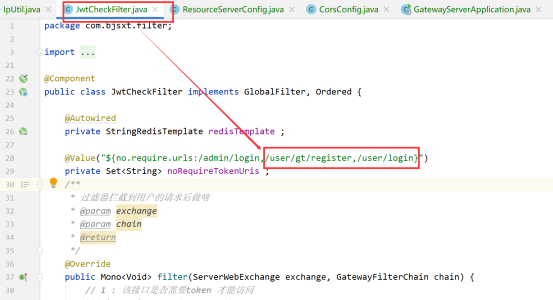 IpUtil.java × JwtCheckFilter.java × ResourceServerConfig.java × CorsConfig.java × GatewayServerApplication.java
1 package com.bjsxt.filter;
2
3 import ...
21
22 @Component
23 public class JwtCheckFilter implements GlobalFilter, Ordered {
24
25 @Autowired
26 private StringRedisTemplate redisTemplate ;
27
28 @Value("${no.require.urls:/admin/login,/user/gt/register,/user/login}")
29 private Set<String> noRequireTokenUris ;
30 /**
31 * 过滤器拦截到用户的请求后做啥
32 * @param exchange
33 * @param chain
34 * @return
35 */
36 @Override
37 public Mono<Void> filter(ServerWebExchange exchange, GatewayFilterChain chain) {
38 // 1 : 该接口是否需要token 才能访问